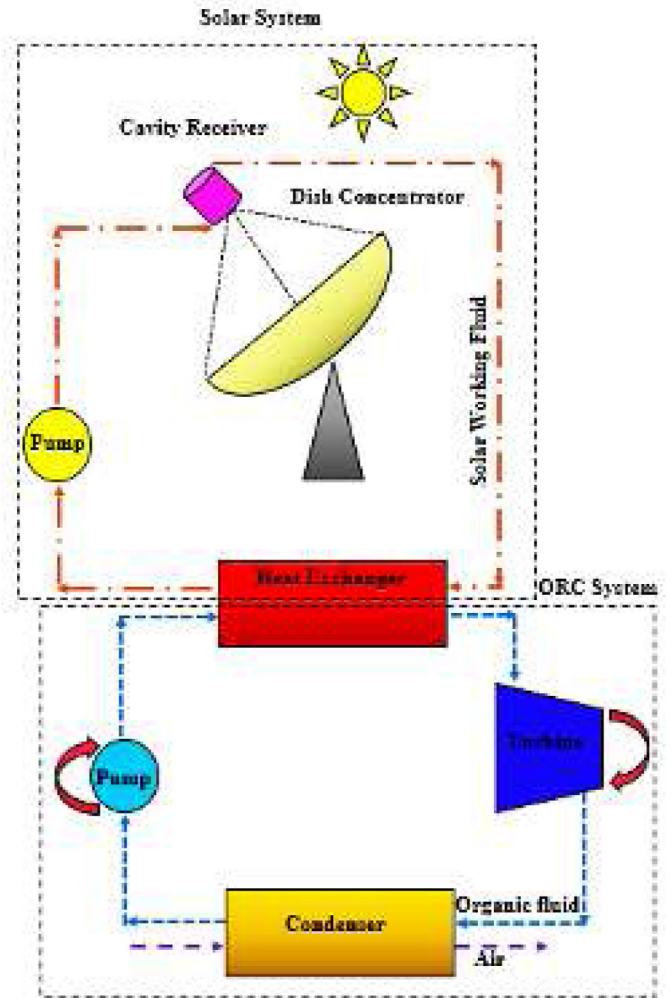 Solar System
Cavity Receiver
Dish Concentrator
Solar Working Fluid
Pump
Heat Exchanger
ORC System
Turbine
Pump
Organic fluid
Condenser
Air